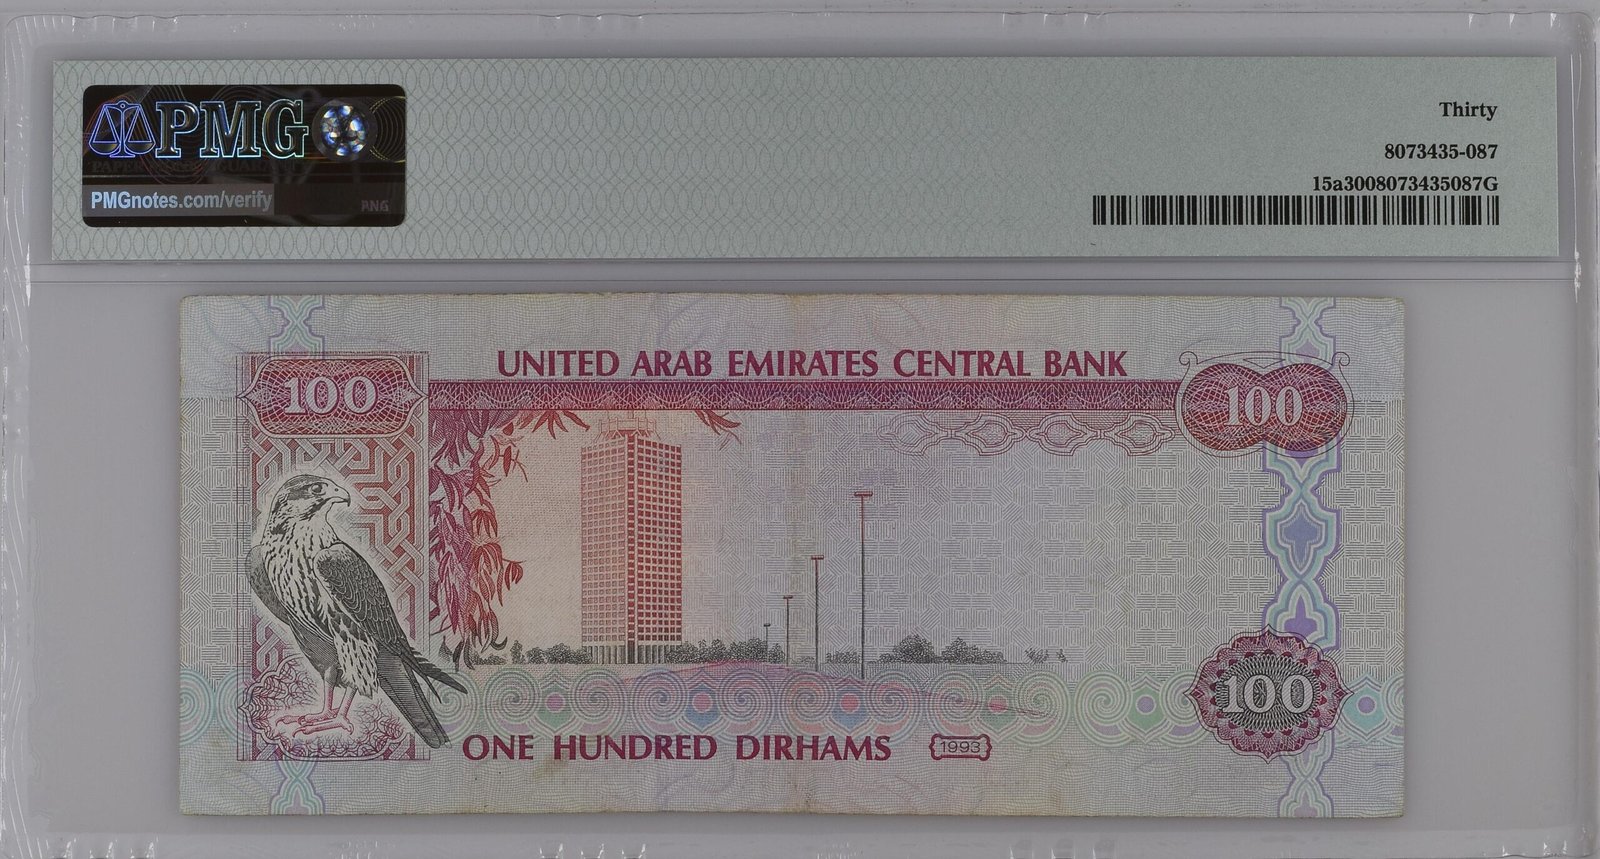 PMG
PMGnotes.com/verify
PNG
Thirty
8073435-087
15a3008073435087G
UNITED ARAB EMIRATES CENTRAL BANK
100
100
100
ONE HUNDRED DIRHAMS
1993